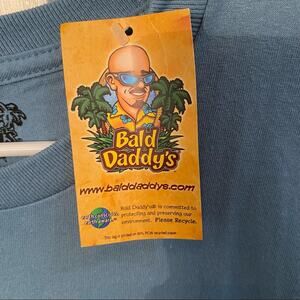 Bald
Daddy's
www.balddaddys.com
Bald Daddy's® is committed to
protecting and preserving our
environment. Please Recycle.